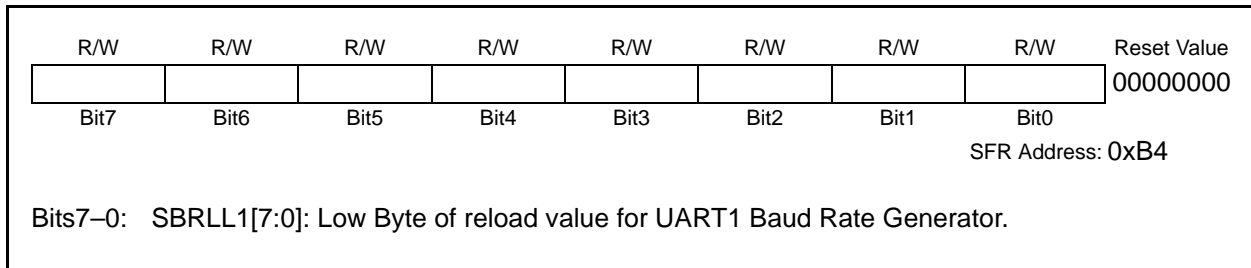 R/W R/W R/W R/W R/W R/W R/W R/W Reset Value
00000000
Bit7 Bit6 Bit5 Bit4 Bit3 Bit2 Bit1 Bit0
SFR Address: 0xB4
Bits7–0: SBRLL1[7:0]: Low Byte of reload value for UART1 Baud Rate Generator.